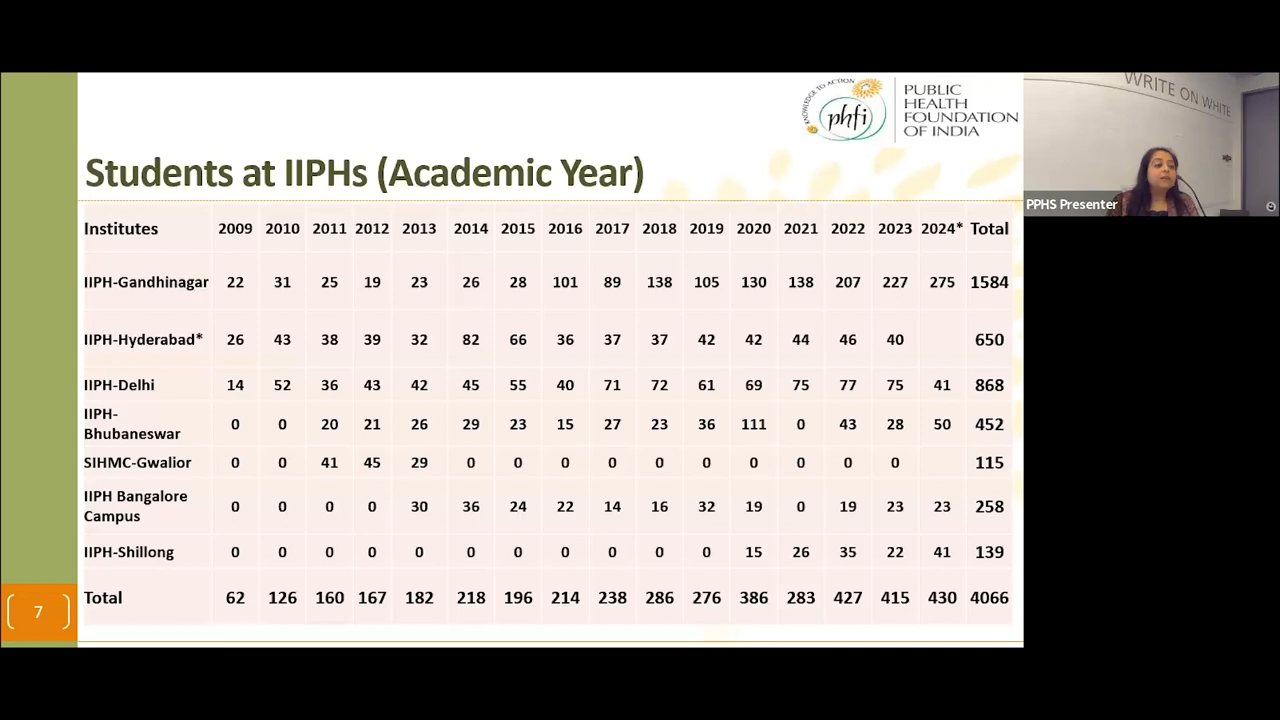 KNOWLEDGE TO ACTION
phfi
PUBLIC
HEALTH
FOUNDATION
OF INDIA
WRITE ON WHITE
PPHS Presenter
Students at IIPHs (Academic Year)
Institutes 2009 2010 2011 2012 2013 2014 2015 2016 2017 2018 2019 2020 2021 2022 2023 2024* Total
IIPH-Gandhinagar 22 31 25 19 23 26 28 101 89 138 105 130 138 207 227 275 1584
IIPH-Hyderabad* 26 43 38 39 32 82 66 36 37 37 42 42 44 46 40 650
IIPH-Delhi 14 52 36 43 42 45 55 40 71 72 61 69 75 77 75 41 868
IIPH-
Bhubaneswar 0 0 20 21 26 29 23 15 27 23 36 111 0 43 28 50 452
SIHMC-Gwalior 0 0 41 45 29 0 0 0 0 0 0 0 0 0 0 115
IIPH Bangalore
Campus 0 0 0 0 30 36 24 22 14 16 32 19 0 19 23 23 258
IIPH-Shillong 0 0 0 0 0 0 0 0 0 0 0 15 26 35 22 41 139
Total 62 126 160 167 182 218 196 214 238 286 276 386 283 427 415 430 4066
7